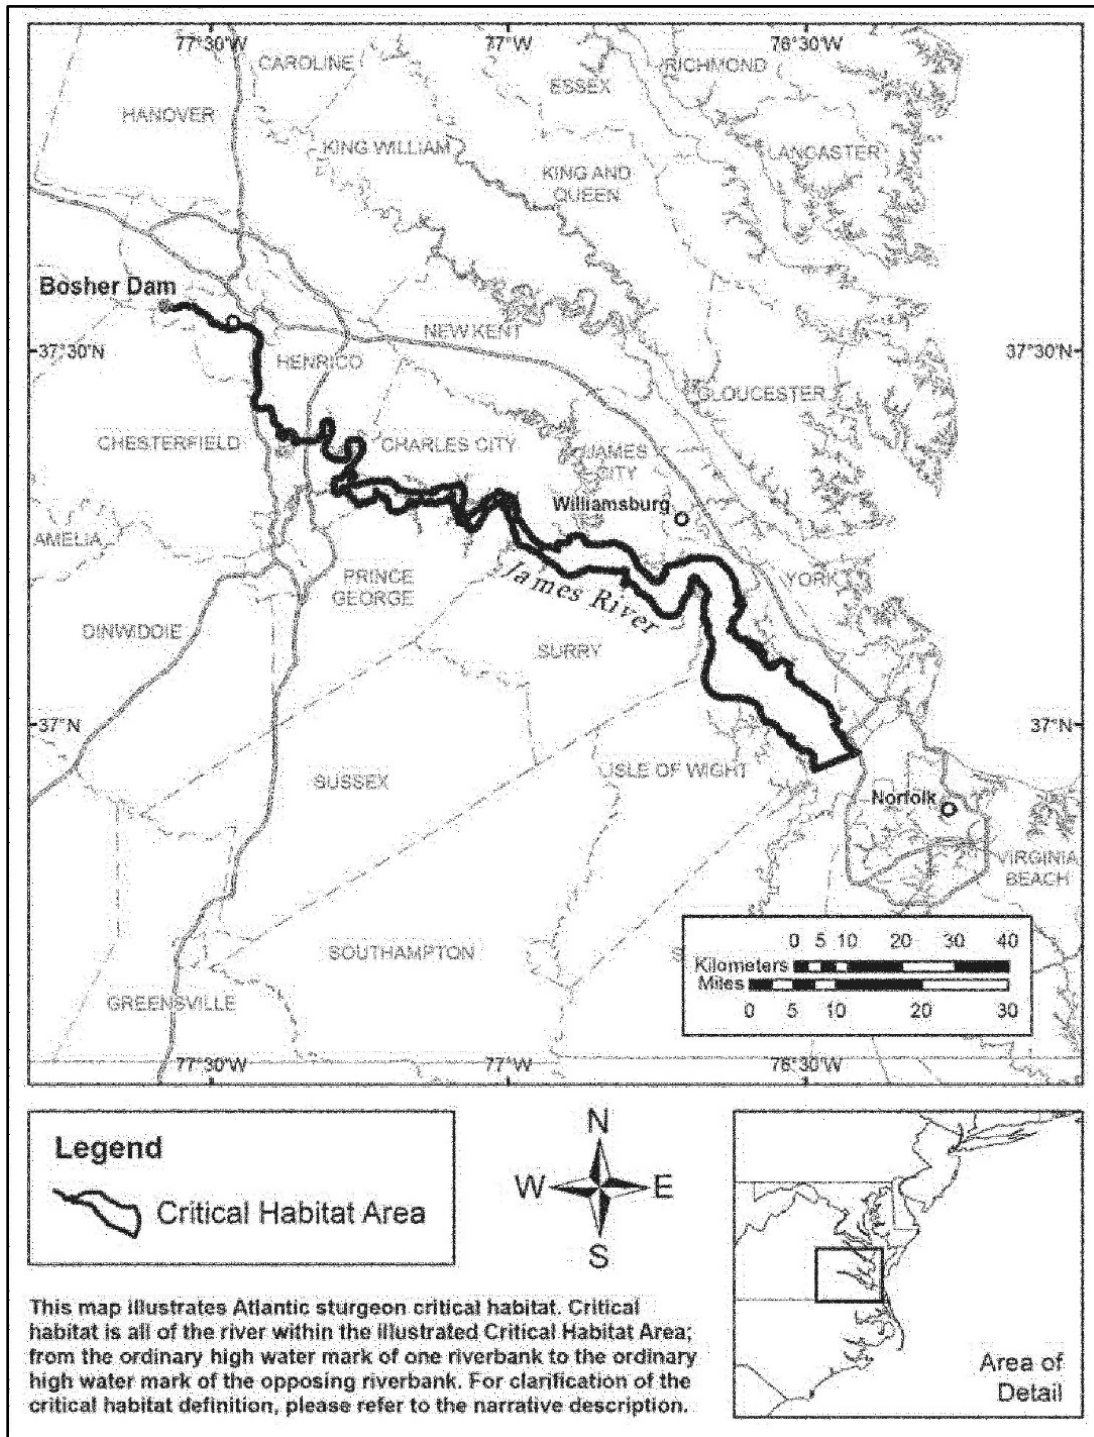 77°30'W 77°W 76°30'W
CAROLINE
RICHMOND
ESSEX
HANOVER
KING WILLIAM
LANCASTER
KING AND
QUEEN
Bosher Dam
NEW KENT
37°30'N 37°30'N
HENRICO
GLOUCESTER
CHESTERFIELD
CHARLES CITY
JAMES
CITY
Williamsburg
AMELIA
PRINCE
GEORGE
James River
YORK
DINWIDDIE
SURRY
37°N 37°N
SUSSEX
ISLE OF WIGHT
Norfolk
VIRGINIA
BEACH
SOUTHAMPTON
GREENSVILLE
0 5 10 20 30 40
Kilometers
Miles
0 5 10 20 30
77°30'W 77°W 76°30'W
Legend
Critical Habitat Area
N
W E
S
This map illustrates Atlantic sturgeon critical habitat. Critical
habitat is all of the river within the illustrated Critical Habitat Area;
from the ordinary high water mark of one riverbank to the ordinary
high water mark of the opposing riverbank. For clarification of the
critical habitat definition, please refer to the narrative description.
Area of
Detail